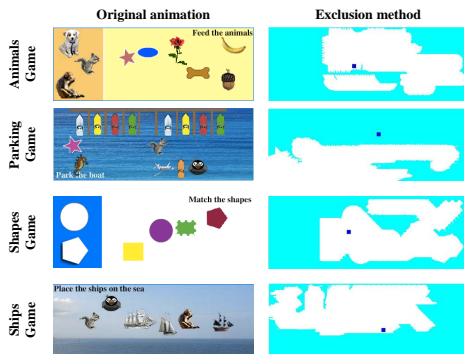 Original animation
Exclusion method
Animals
Game
Feed the animals
Parking
Game
Park the boat
Shapes
Game
Match the shapes
Ships
Game
Place the ships on the sea